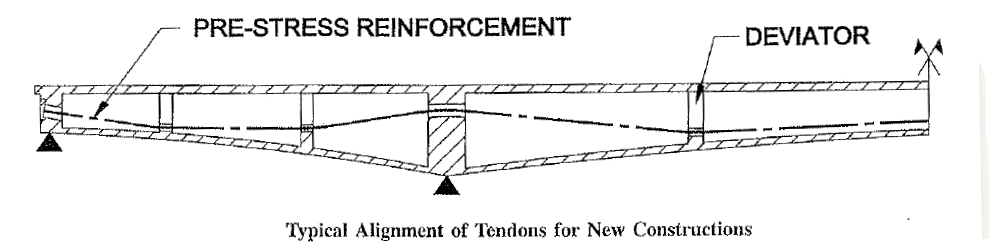 PRE-STRESS REINFORCEMENT
DEVIATOR
Typical Alignment of Tendons for New Constructions